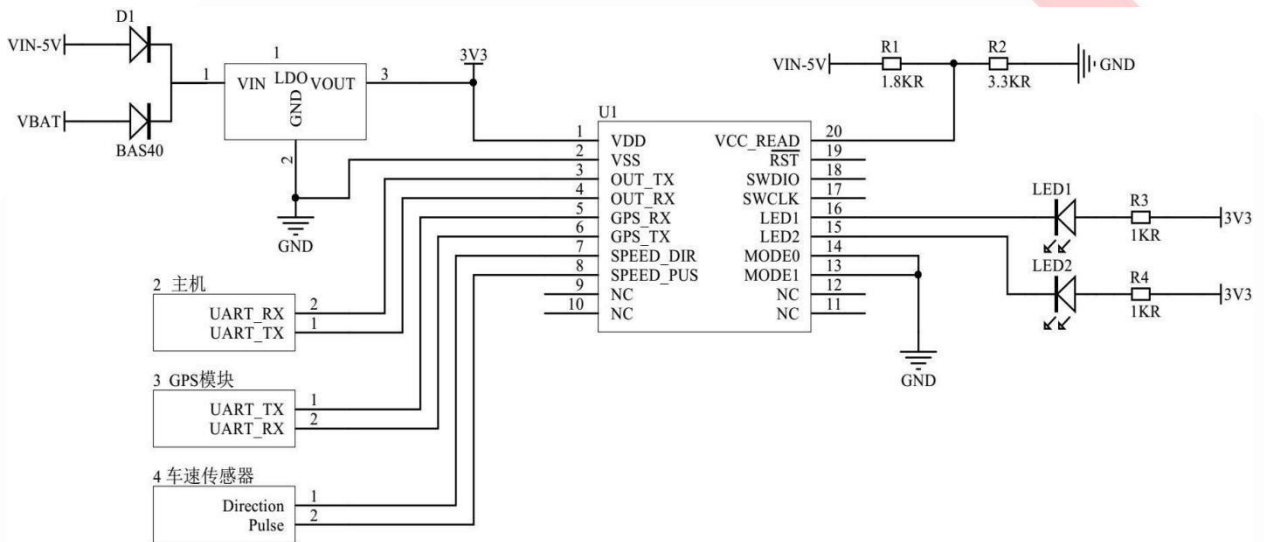 D1
VIN-5V
VBAT
BAS40
1
1
VIN LDO VOUT
GND
3
2
3V3
GND
VIN-5V
R1
1.8KR
R2
3.3KR
GND
U1
1 VDD VCC_READ 20
2 VSS RST 19
3 OUT_TX SWDIO 18
4 OUT_RX SWCLK 17
5 GPS_RX LED1 16
6 GPS_TX LED2 15
7 SPEED_DIR MODE0 14
8 SPEED_PUS MODE1 13
9 NC NC 12
10 NC NC 11
LED1
R3
1KR
3V3
LED2
R4
1KR
3V3
GND
2 主机
UART_RX 2
UART_TX 1
3 GPS模块
UART_TX 1
UART_RX 2
4 车速传感器
Direction 1
Pulse 2